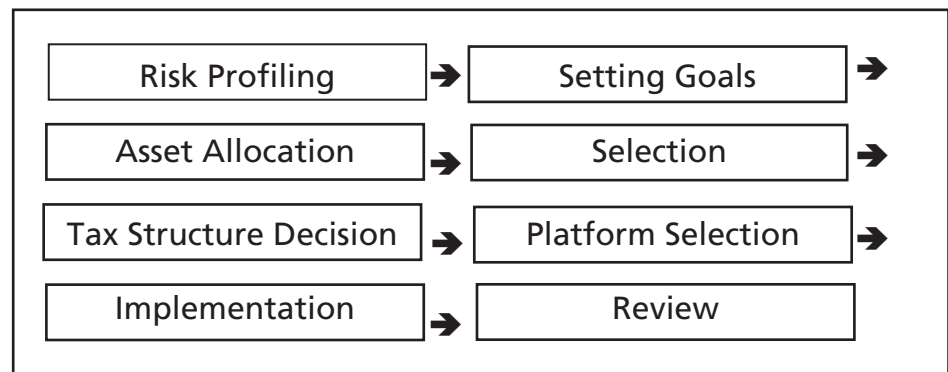 Risk Profiling ➔ Setting Goals ➔
Asset Allocation ➔ Selection ➔
Tax Structure Decision ➔ Platform Selection ➔
Implementation ➔ Review